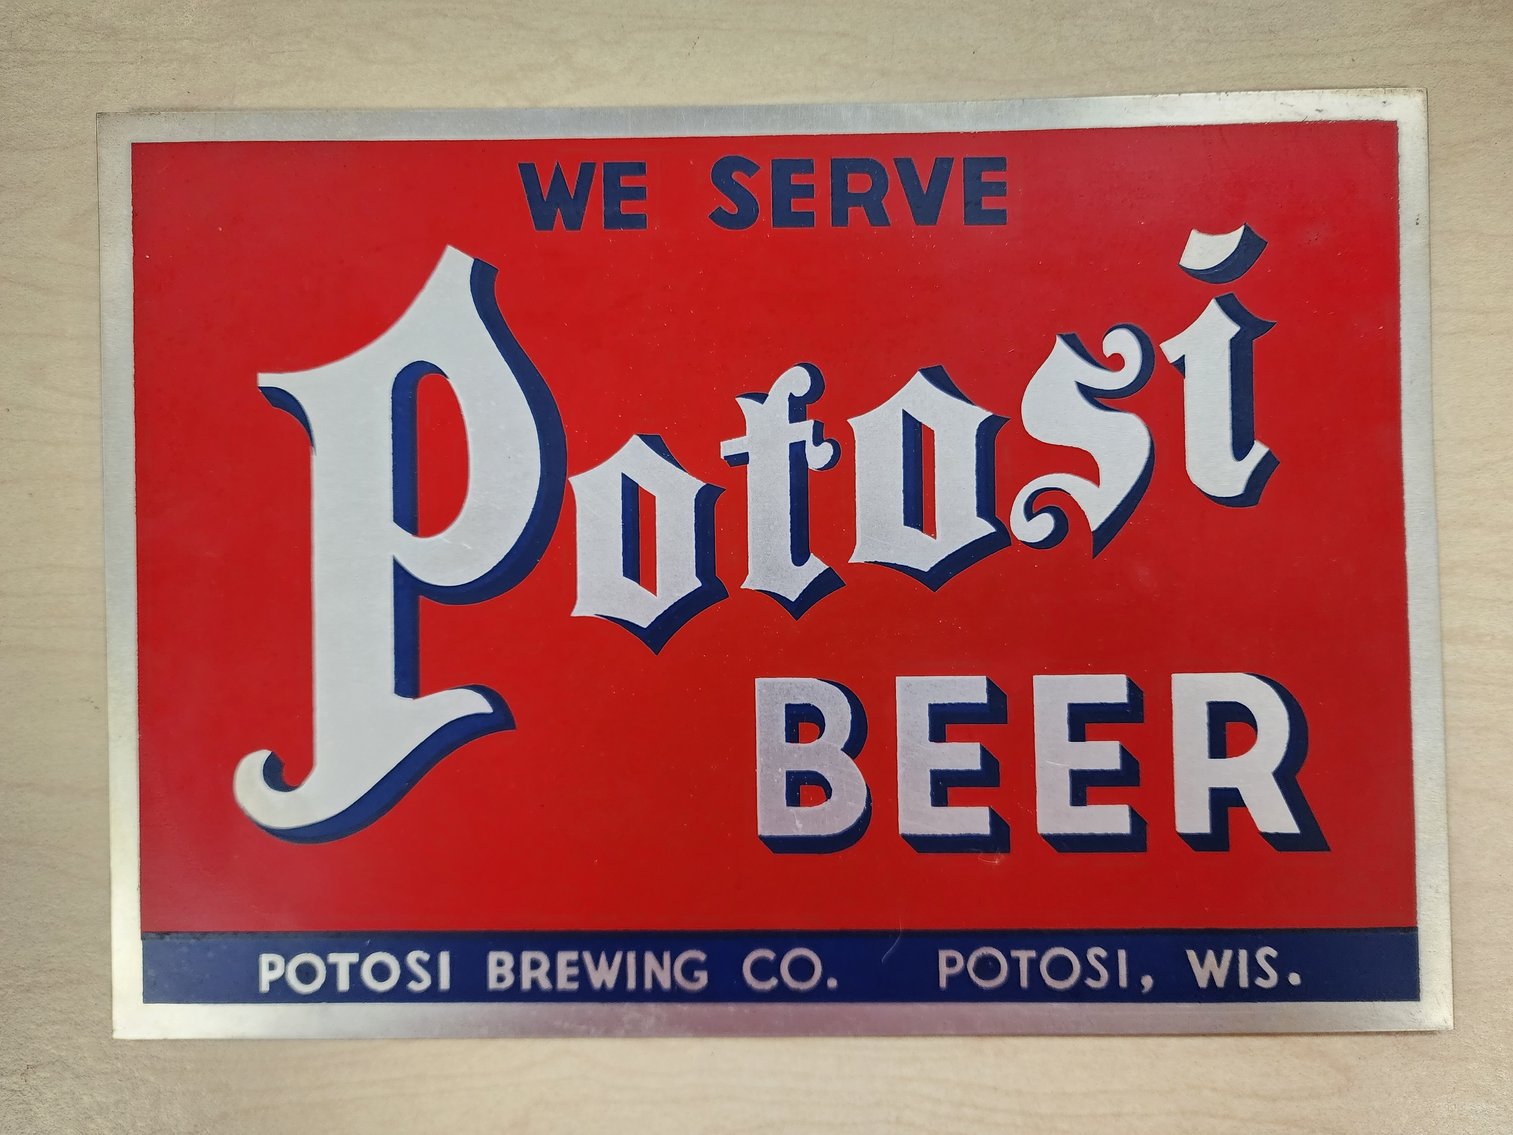 WE SERVE
Potosi
BEER
POTOSI BREWING CO. POTOSI, WIS.